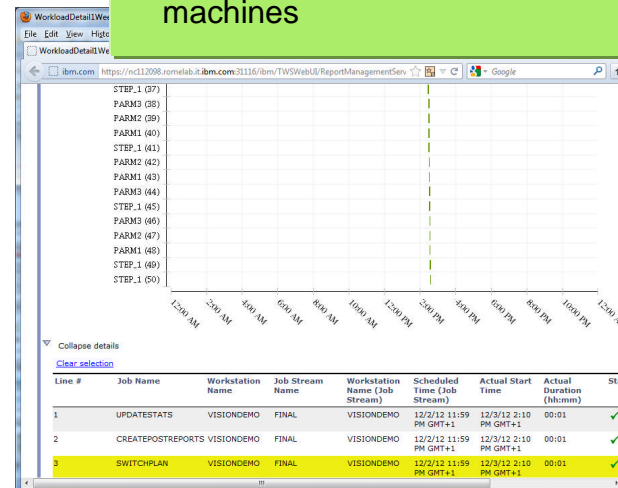 machines
WorkloadDetail1Wee
File Edit View Histo
WorkloadDetail1We
ibm.com https://nc112098.romelab.it.ibm.com:31116/ibm/TWSWebUI/ReportManagementServ Google
STEP_1 (37)
PARM3 (38)
PARM2 (39)
PARM1 (40)
STEP_1 (41)
PARM2 (42)
PARM1 (43)
PARM3 (44)
STEP_1 (45)
PARM3 (46)
PARM2 (47)
PARM1 (48)
STEP_1 (49)
STEP_1 (50)
12:00 AM 2:00 AM 4:00 AM 6:00 AM 8:00 AM 10:00 AM 12:00 PM 2:00 PM 4:00 PM 6:00 PM 8:00 PM 10:00 PM 12:00
Collapse details
Clear selection
Line # Job Name Workstation Name Job Stream Name Workstation Name (Job Stream) Scheduled Time (Job Stream) Actual Start Time Actual Duration (hh:mm) St
1 UPDATESTATS VISIONDEMO FINAL VISIONDEMO 12/2/12 11:59 PM GMT+1 12/3/12 2:10 PM GMT+1 00:01
2 CREATEPOSTREPORTS VISIONDEMO FINAL VISIONDEMO 12/2/12 11:59 PM GMT+1 12/3/12 2:10 PM GMT+1 00:01
3 SWITCHPLAN VISIONDEMO FINAL VISIONDEMO 12/2/12 11:59 PM GMT+1 12/3/12 2:10 PM GMT+1 00:01